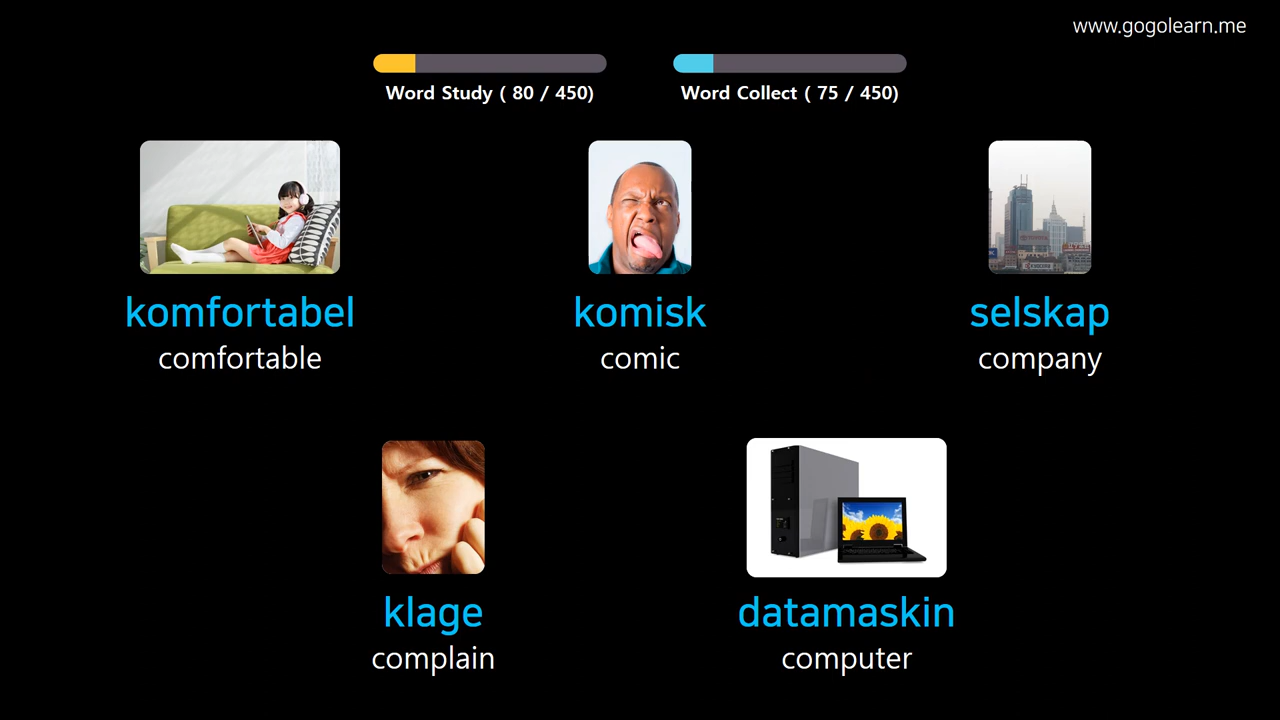 www.gogolearn.me
Word Study ( 80 / 450)
Word Collect ( 75 / 450)
komfortabel
comfortable
komisk
comic
selskap
company
klage
complain
datamaskin
computer